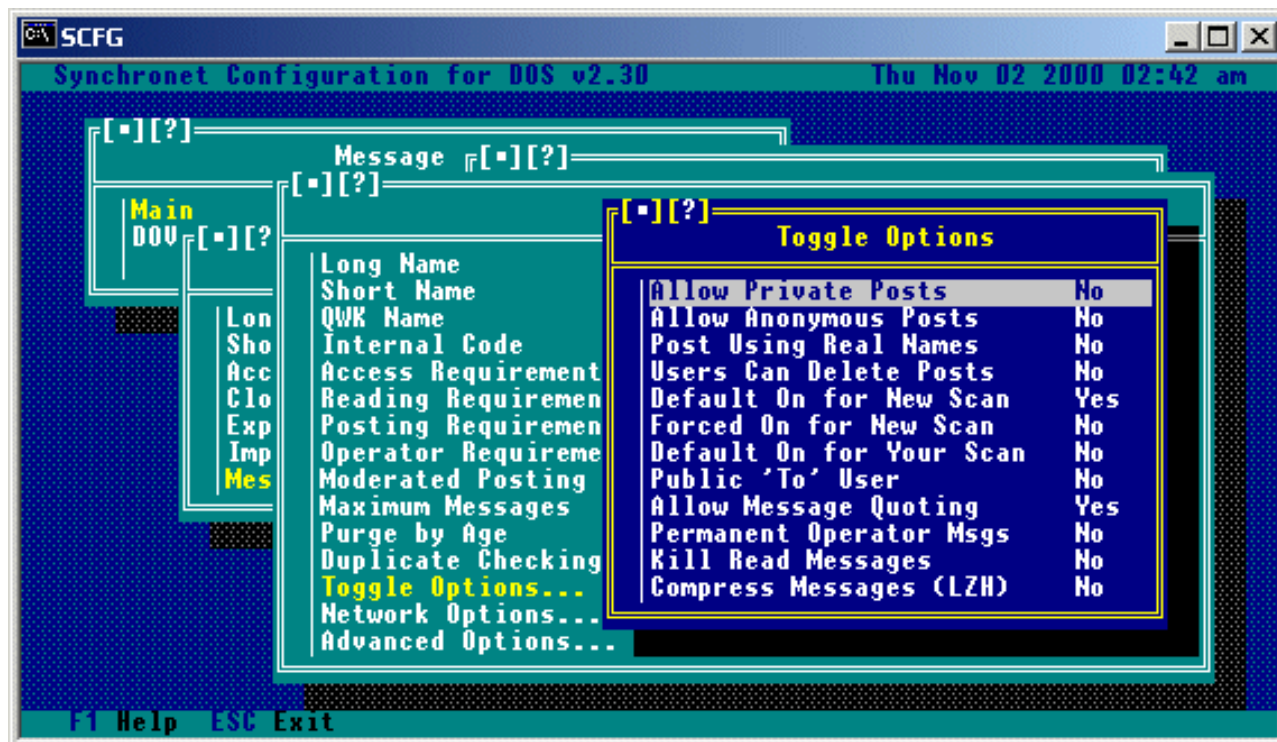 SCFG
Synchronet Configuration for DOS v2.30 Thu Nov 02 2000 02:42 am
[▪][?]
Message [▪][?]
[▪][?]
Main
DOV
[▪][?
[▪][?]
Toggle Options
Lon
Sho
Acc
Clo
Exp
Imp
Mes
Long Name
Short Name
QWK Name
Internal Code
Access Requirement
Reading Requiremen
Posting Requiremen
Operator Requireme
Moderated Posting
Maximum Messages
Purge by Age
Duplicate Checking
Toggle Options...
Network Options...
Advanced Options...
Allow Private Posts No
Allow Anonymous Posts No
Post Using Real Names No
Users Can Delete Posts No
Default On for New Scan Yes
Forced On for New Scan No
Default On for Your Scan No
Public 'To' User No
Allow Message Quoting Yes
Permanent Operator Msgs No
Kill Read Messages No
Compress Messages (LZH) No
F1 Help ESC Exit